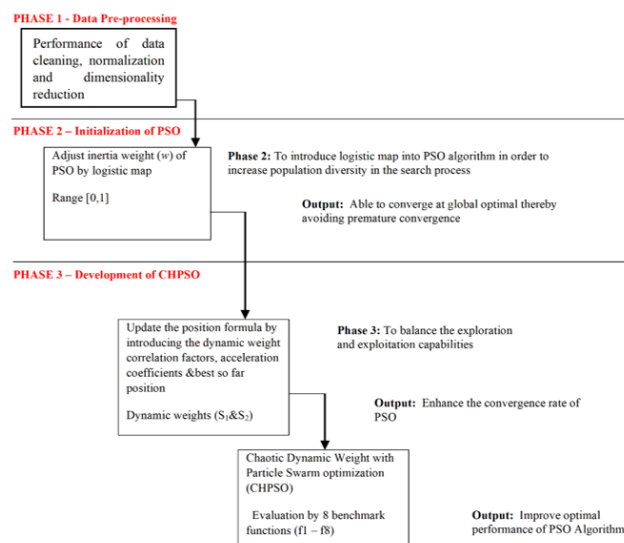 PHASE 1 - Data Pre-processing
Performance of data
cleaning, normalization
and dimensionality
reduction
PHASE 2 – Initialization of PSO
Adjust inertia weight (w) of
PSO by logistic map
Range [0,1]
Phase 2: To introduce logistic map into PSO algorithm in order to
increase population diversity in the search process
Output: Able to converge at global optimal thereby
avoiding premature convergence
PHASE 3 – Development of CHPSO
Update the position formula by
introducing the dynamic weight
correlation factors, acceleration
coefficients &best so far
position
Dynamic weights (S₁&S₂)
Phase 3: To balance the exploration
and exploitation capabilities
Output: Enhance the convergence rate of
PSO
Chaotic Dynamic Weight with
Particle Swarm optimization
(CHPSO)
Evaluation by 8 benchmark
functions (f1 – f8)
Output: Improve optimal
performance of PSO Algorithm